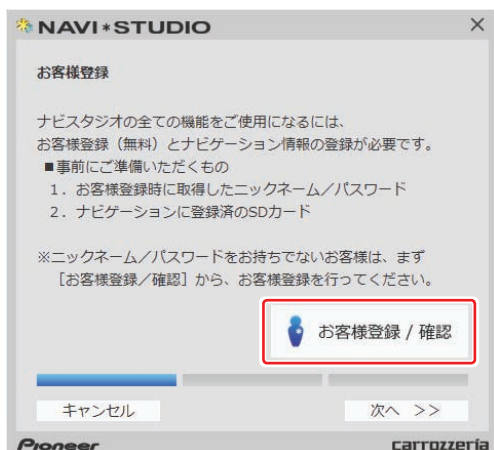 NAVI*STUDIO
お客様登録
ナビスタジオの全ての機能をご使用になるには、
お客様登録（無料）とナビゲーション情報の登録が必要です。
■事前にご準備いただくもの
１．お客様登録時に取得したニックネーム／パスワード
２．ナビゲーションに登録済のSDカード
※ニックネーム／パスワードをお持ちでないお客様は、まず
［お客様登録／確認］から、お客様登録を行ってください。
お客様登録 / 確認
キャンセル
次へ >>
Pioneer
carrozzeria